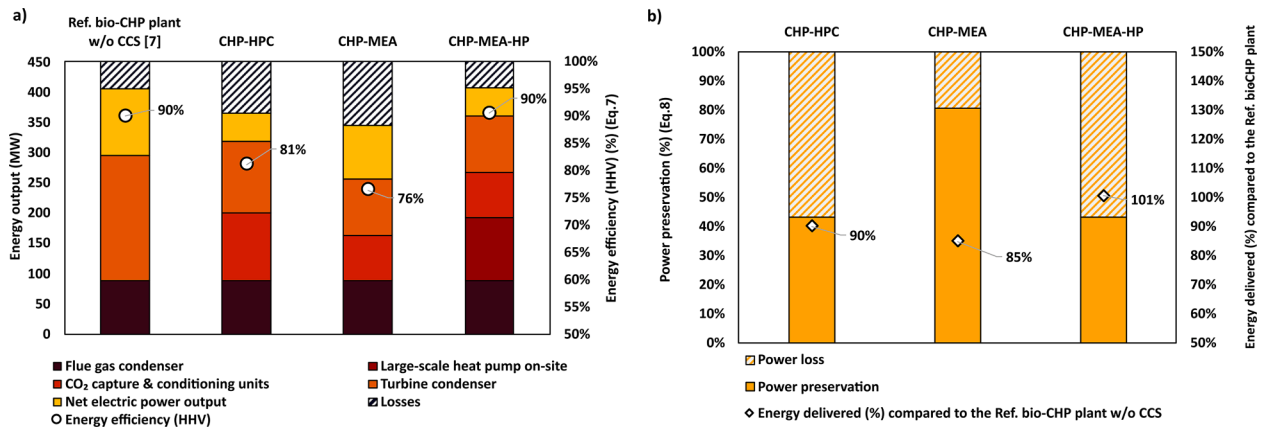 a)
Ref. bio-CHP plant
w/o CCS [7]
CHP-HPC
CHP-MEA
CHP-MEA-HP
450
400
350
300
250
200
150
100
50
0
Energy output (MW)
90%
81%
76%
90%
100%
95%
90%
85%
80%
75%
70%
65%
60%
55%
50%
Energy efficiency (HHV) (%) (Eq.7)
Flue gas condenser
Large-scale heat pump on-site
CO₂ capture & conditioning units
Turbine condenser
Net electric power output
Losses
Energy efficiency (HHV)
b)
CHP-HPC
CHP-MEA
CHP-MEA-HP
100%
90%
80%
70%
60%
50%
40%
30%
20%
10%
0%
Power preservation (%) (Eq.8)
90%
85%
101%
150%
140%
130%
120%
110%
100%
90%
80%
70%
60%
50%
Energy delivered (%) compared to the Ref. bioCHP plant
Power loss
Power preservation
Energy delivered (%) compared to the Ref. bio-CHP plant w/o CCS